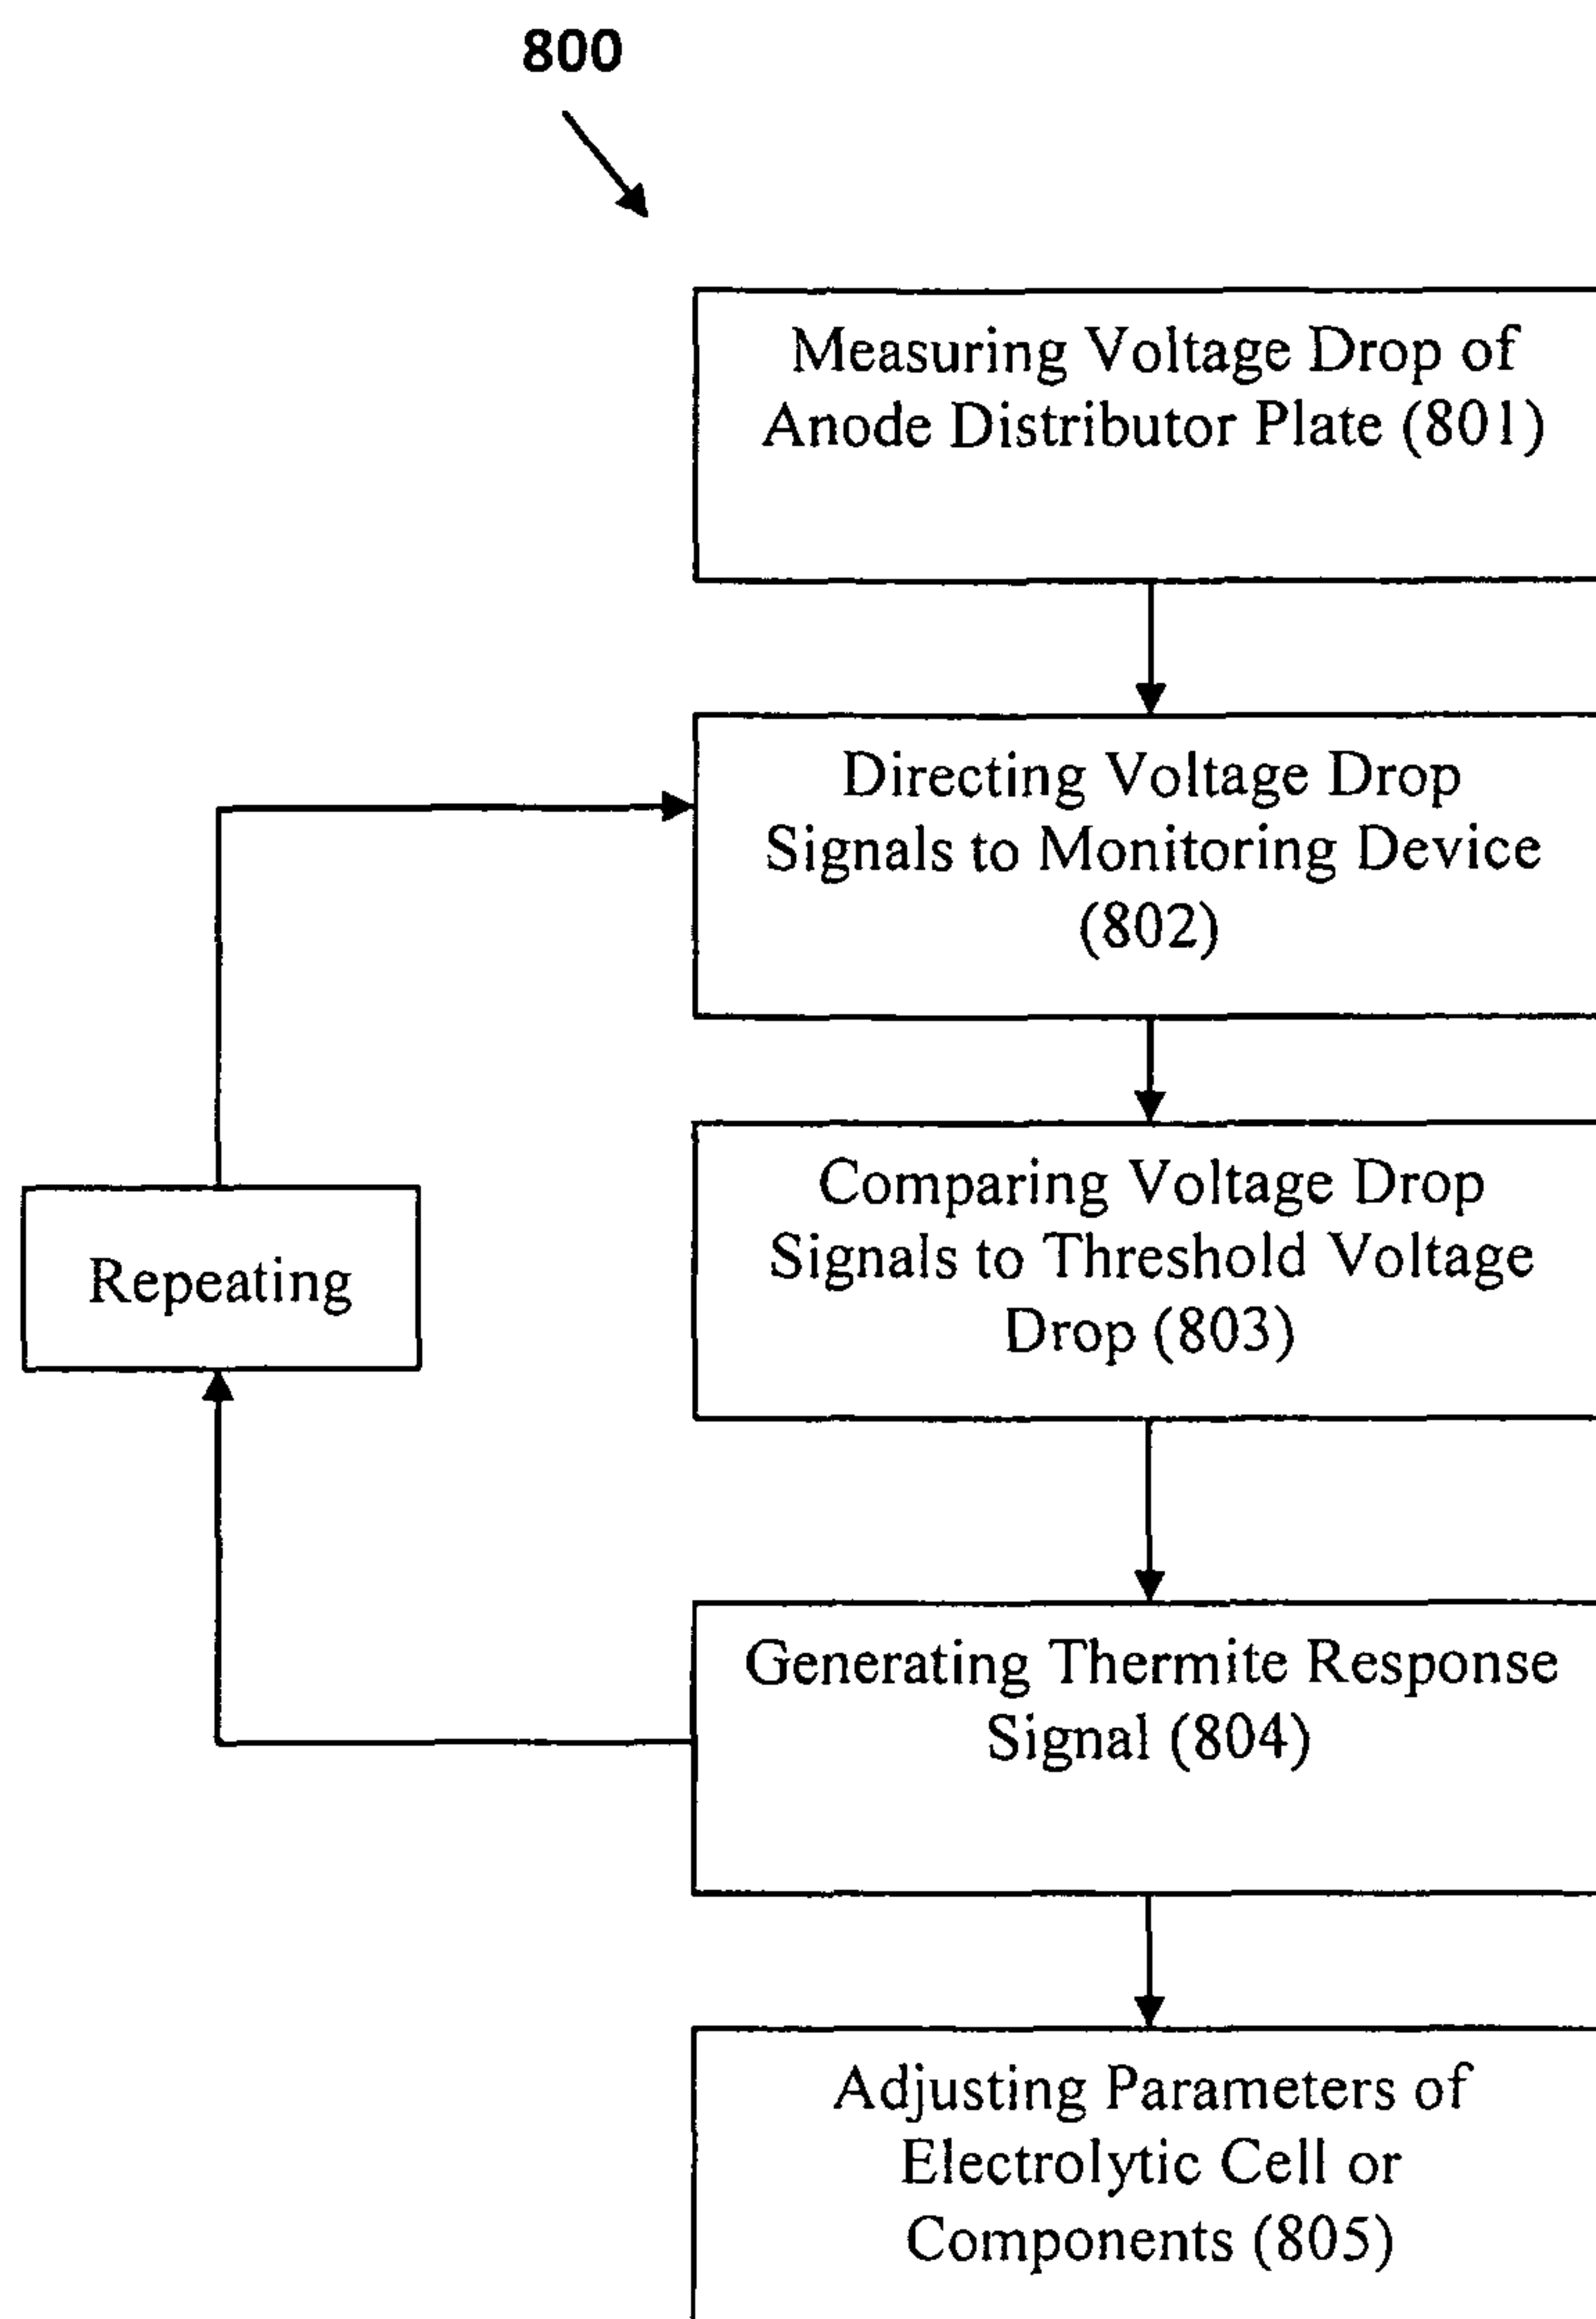 800
Measuring Voltage Drop of
Anode Distributor Plate (801)
Directing Voltage Drop
Signals to Monitoring Device
(802)
Comparing Voltage Drop
Signals to Threshold Voltage
Drop (803)
Repeating
Generating Thermite Response
Signal (804)
Adjusting Parameters of
Electrolytic Cell or
Components (805)